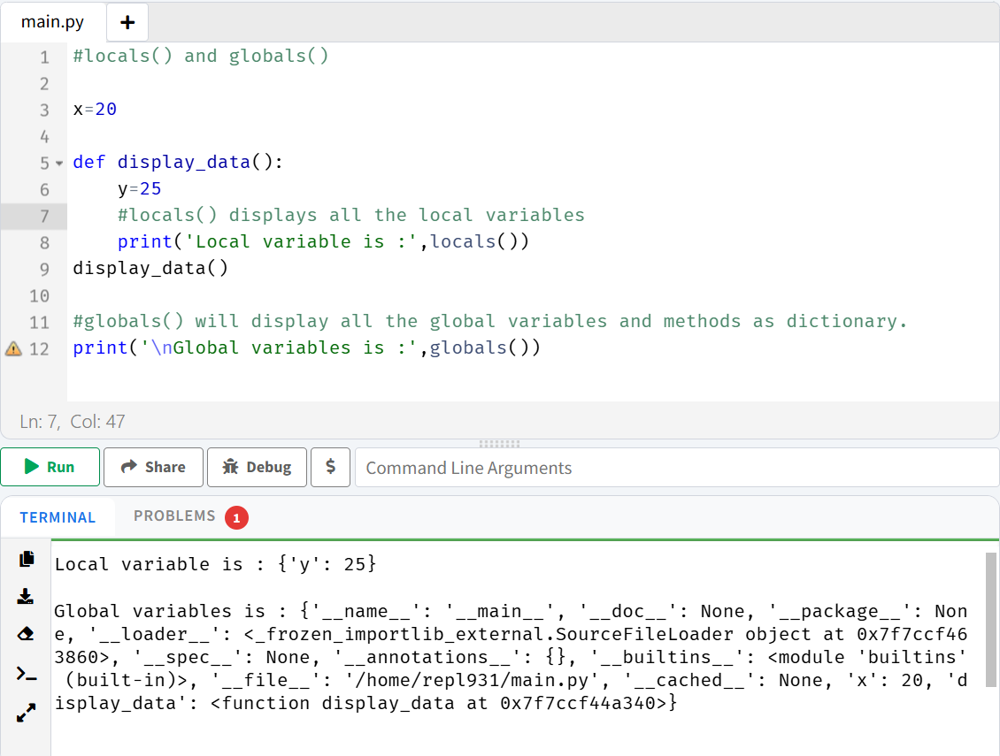 main.py +
1 #locals() and globals()
2
3 x=20
4
5 def display_data():
6     y=25
7     #locals() displays all the local variables
8     print('Local variable is :',locals())
9 display_data()
10
11 #globals() will display all the global variables and methods as dictionary.
12 print('\nGlobal variables is :',globals())
Ln: 7, Col: 47
Run Share Debug $ Command Line Arguments
TERMINAL PROBLEMS 1
Local variable is : {'y': 25}
Global variables is : {'__name__': '__main__', '__doc__': None, '__package__': Non
e, '__loader__': <_frozen_importlib_external.SourceFileLoader object at 0x7f7ccf46
3860>, '__spec__': None, '__annotations__': {}, '__builtins__': <module 'builtins'
 (built-in)>, '__file__': '/home/repl931/main.py', '__cached__': None, 'x': 20, 'd
isplay_data': <function display_data at 0x7f7ccf44a340>}